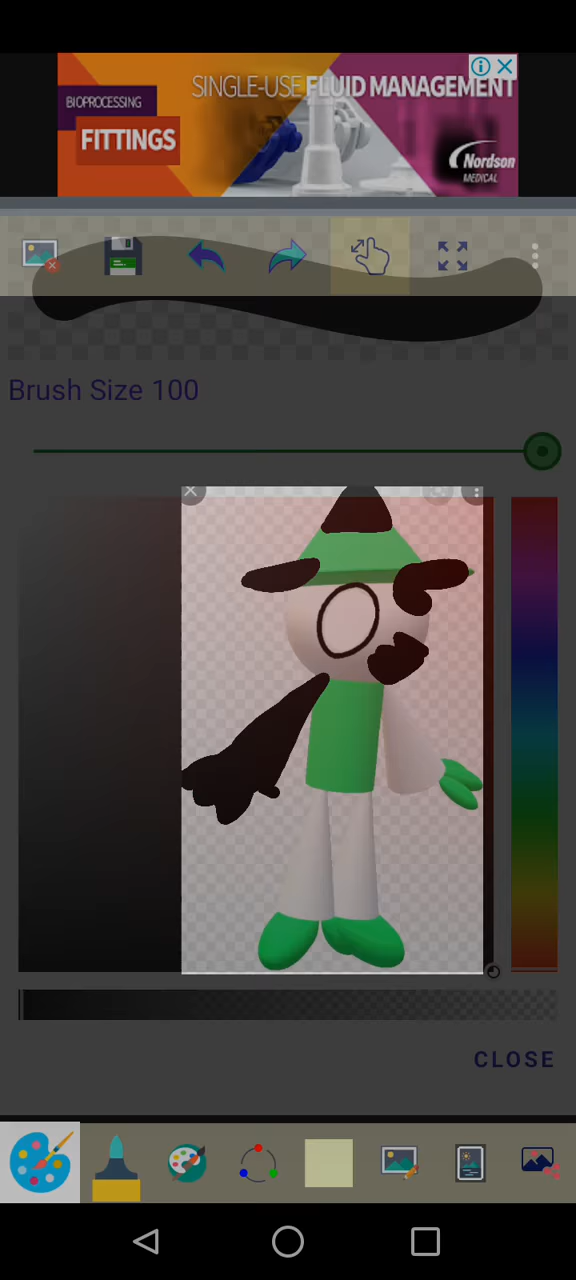 SINGLE-USE FLUID MANAGEMENT
BIOPROCESSING
FITTINGS
Nordson
MEDICAL
Brush Size 100
CLOSE